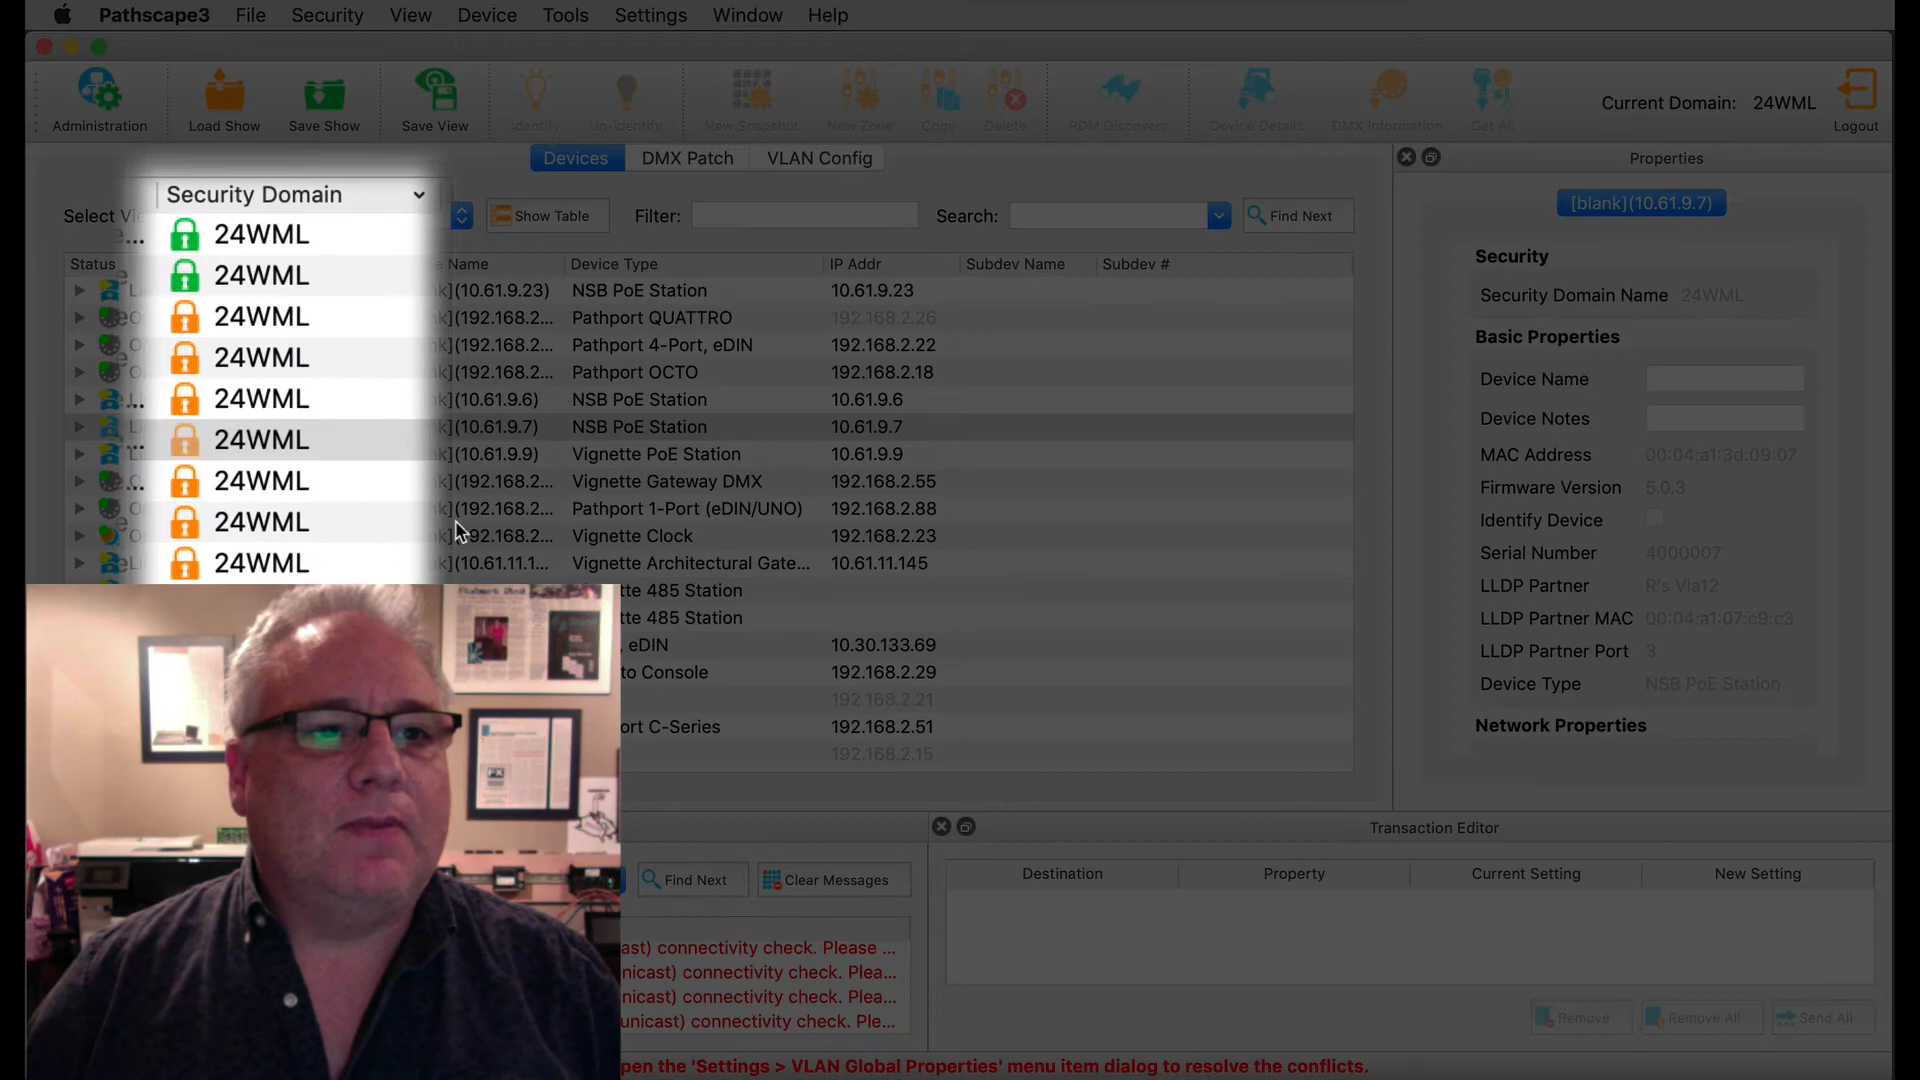 Pathscape3 File Security View Device Tools Settings Window Help
Administration Load Show Save Show Save View Identify Un-identify New Snapshot New Zone Copy Delete RDM Discovery Device Details DMX Information Get All Current Domain: 24WML Logout
Devices DMX Patch VLAN Config
Properties
Security Domain
Show Table Filter: Search: Find Next
[blank](10.61.9.7)
24WML
24WML
24WML
24WML
24WML
24WML
24WML
24WML
24WML
Status Name Device Type IP Addr Subdev Name Subdev #
](10.61.9.23) NSB PoE Station 10.61.9.23
](192.168.2... Pathport QUATTRO 192.168.2.26
](192.168.2... Pathport 4-Port, eDIN 192.168.2.22
](192.168.2... Pathport OCTO 192.168.2.18
](10.61.9.6) NSB PoE Station 10.61.9.6
](10.61.9.7) NSB PoE Station 10.61.9.7
](10.61.9.9) Vignette PoE Station 10.61.9.9
](192.168.2... Vignette Gateway DMX 192.168.2.55
](192.168.2... Pathport 1-Port (eDIN/UNO) 192.168.2.88
92.168.2... Vignette Clock 192.168.2.23
](10.61.11.1... Vignette Architectural Gate... 10.61.11.145
tte 485 Station
tte 485 Station
, eDIN 10.30.133.69
to Console 192.168.2.29
192.168.2.21
ort C-Series 192.168.2.51
192.168.2.15
Security
Security Domain Name 24WML
Basic Properties
Device Name
Device Notes
MAC Address 00:04:a1:3d:09:07
Firmware Version 5.0.3
Identify Device
Serial Number 4000007
LLDP Partner R's Via12
LLDP Partner MAC 00:04:a1:07:c9:c3
LLDP Partner Port 3
Device Type NSB PoE Station
Network Properties
Transaction Editor
Find Next Clear Messages
Destination Property Current Setting New Setting
ast) connectivity check. Please ...
nicast) connectivity check. Plea...
nicast) connectivity check. Plea...
unicast) connectivity check. Ple...
Remove Remove All Send All
pen the 'Settings > VLAN Global Properties' menu item dialog to resolve the conflicts.